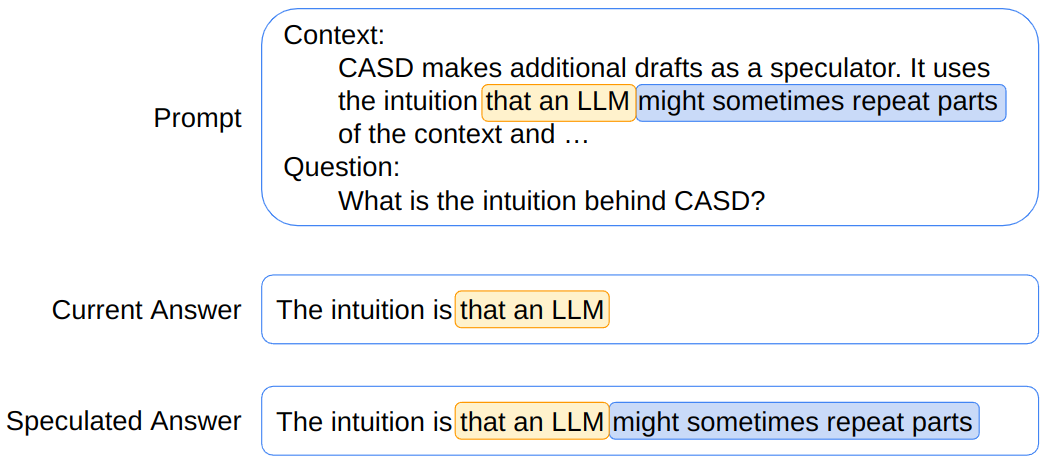 Prompt
Context:
CASD makes additional drafts as a speculator. It uses
the intuition that an LLM might sometimes repeat parts
of the context and …
Question:
What is the intuition behind CASD?
Current Answer
The intuition is that an LLM
Speculated Answer
The intuition is that an LLM might sometimes repeat parts